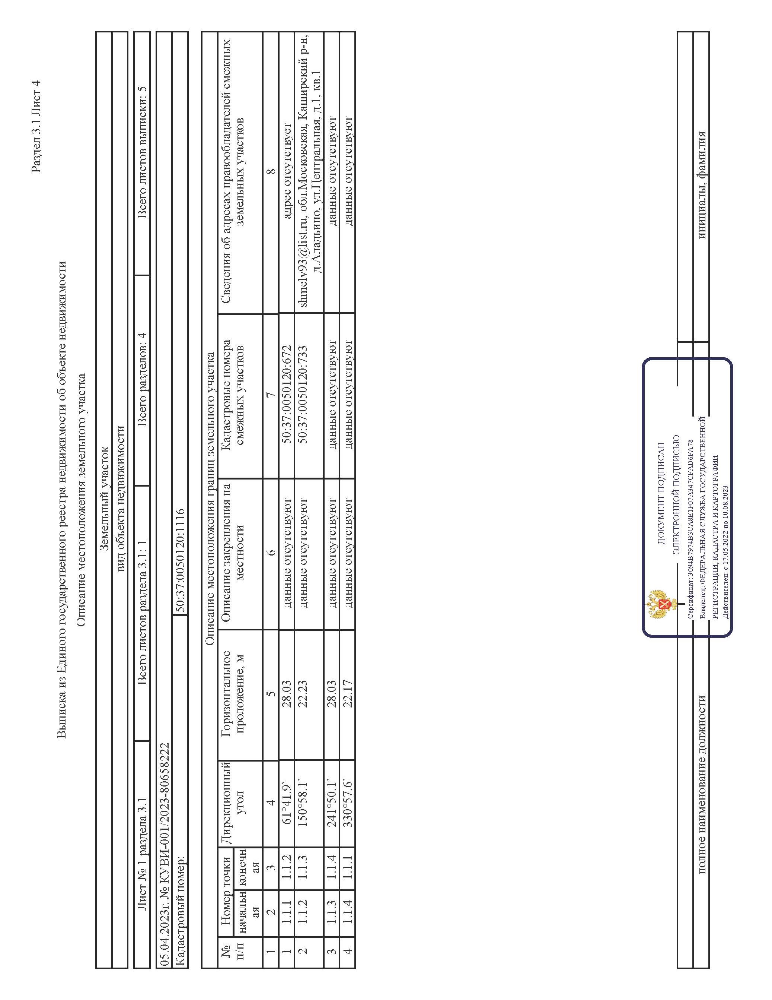 Раздел 3.1 Лист 4
Выписка из Единого государственного реестра недвижимости об объекте недвижимости
Описание местоположения земельного участка
Земельный участок
вид объекта недвижимости
Лист № 1 раздела 3.1 Всего листов раздела 3.1: 1 Всего разделов: 4 Всего листов выписки: 5
05.04.2023г. № КУВИ-001/2023-80658222
Кадастровый номер: 50:37:0050120:1116
Описание местоположения границ земельного участка
№ Номер точки Дирекционный Горизонтальное Описание закрепления на Кадастровые номера Сведения об адресах правообладателей смежных
п/п начальн конечн угол проложение, м местности смежных участков земельных участков
ая ая
1 2 3 4 5 6 7 8
1 1.1.1 1.1.2 61°41.9` 28.03 данные отсутствуют 50:37:0050120:672 адрес отсутствует
2 1.1.2 1.1.3 150°58.1` 22.23 данные отсутствуют 50:37:0050120:733 shmelv93@list.ru, обл.Московская, Каширский р-н,
д.Аладьино, ул.Центральная, д.1, кв.1
3 1.1.3 1.1.4 241°50.1` 28.03 данные отсутствуют данные отсутствуют данные отсутствуют
4 1.1.4 1.1.1 330°57.6` 22.17 данные отсутствуют данные отсутствуют данные отсутствуют
ДОКУМЕНТ ПОДПИСАН
ЭЛЕКТРОННОЙ ПОДПИСЬЮ
Сертификат: 3094B7974B3CA8E1F07A347CFAD6FA78
Владелец: ФЕДЕРАЛЬНАЯ СЛУЖБА ГОСУДАРСТВЕННОЙ
РЕГИСТРАЦИИ, КАДАСТРА И КАРТОГРАФИИ
Действителен: с 17.05.2022 по 10.08.2023
полное наименование должности инициалы, фамилия